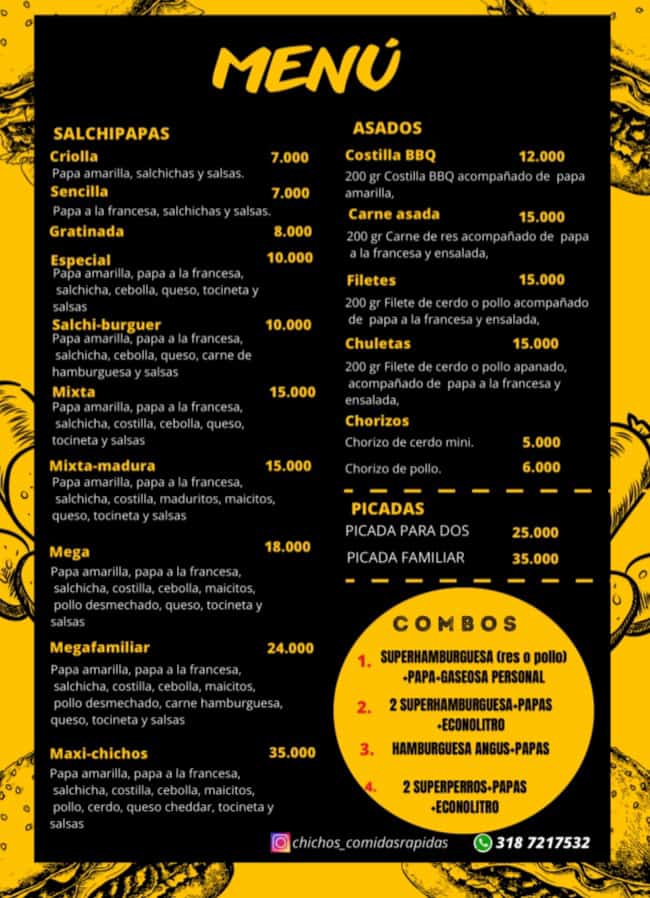 MENÚ
SALCHIPAPAS
Criolla 7.000
Papa amarilla, salchichas y salsas.
Sencilla 7.000
Papa a la francesa, salchichas y salsas.
Gratinada 8.000
Especial 10.000
Papa amarilla, papa a la francesa,
salchicha, cebolla, queso, tocineta y
salsas
Salchi-burguer 10.000
Papa amarilla, papa a la francesa,
salchicha, cebolla, queso, carne de
hamburguesa y salsas
Mixta 15.000
Papa amarilla, papa a la francesa,
salchicha, costilla, cebolla, queso,
tocineta y salsas
Mixta-madura 15.000
Papa amarilla, papa a la francesa,
salchicha, costilla, maduritos, maicitos,
queso, tocineta y salsas
Mega 18.000
Papa amarilla, papa a la francesa,
salchicha, costilla, cebolla, maicitos,
pollo desmechado, queso, tocineta y
salsas
Megafamiliar 24.000
Papa amarilla, papa a la francesa,
salchicha, costilla, cebolla, maicitos,
pollo desmechado, carne hamburguesa,
queso, tocineta y salsas
Maxi-chichos 35.000
Papa amarilla, papa a la francesa,
salchicha, costilla, cebolla, maicitos,
pollo, cerdo, queso cheddar, tocineta y
salsas
ASADOS
Costilla BBQ 12.000
200 gr Costilla BBQ acompañado de papa
amarilla,
Carne asada 15.000
200 gr Carne de res acompañado de papa
a la francesa y ensalada,
Filetes 15.000
200 gr Filete de cerdo o pollo acompañado
de papa a la francesa y ensalada,
Chuletas 15.000
200 gr Filete de cerdo o pollo apanado,
acompañado de papa a la francesa y
ensalada,
Chorizos
Chorizo de cerdo mini. 5.000
Chorizo de pollo. 6.000
PICADAS
PICADA PARA DOS 25.000
PICADA FAMILIAR 35.000
COMBOS
1. SUPERHAMBURGUESA (res o pollo)
+PAPA+GASEOSA PERSONAL
2. 2 SUPERHAMBURGUESA+PAPAS
+ECONOLITRO
3. HAMBURGUESA ANGUS+PAPAS
4. 2 SUPERPERROS+PAPAS
+ECONOLITRO
chichos_comidasrapidas 318 7217532